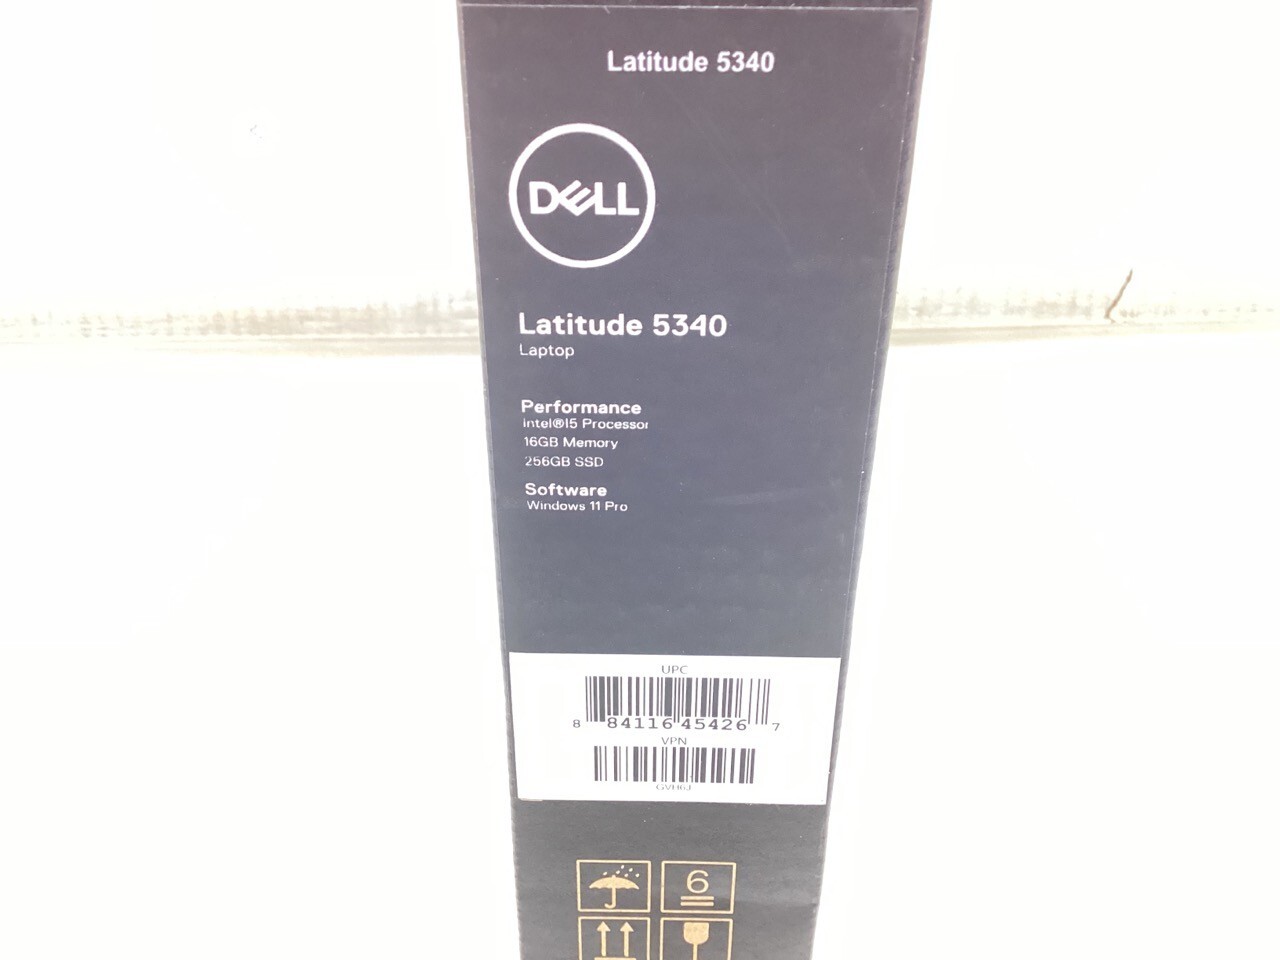 Latitude 5340
DELL
Latitude 5340
Laptop
Performance
Intel®I5 Processor
16GB Memory
256GB SSD
Software
Windows 11 Pro
UPC
8 84116 45426 7
VPN
GVH6J
6